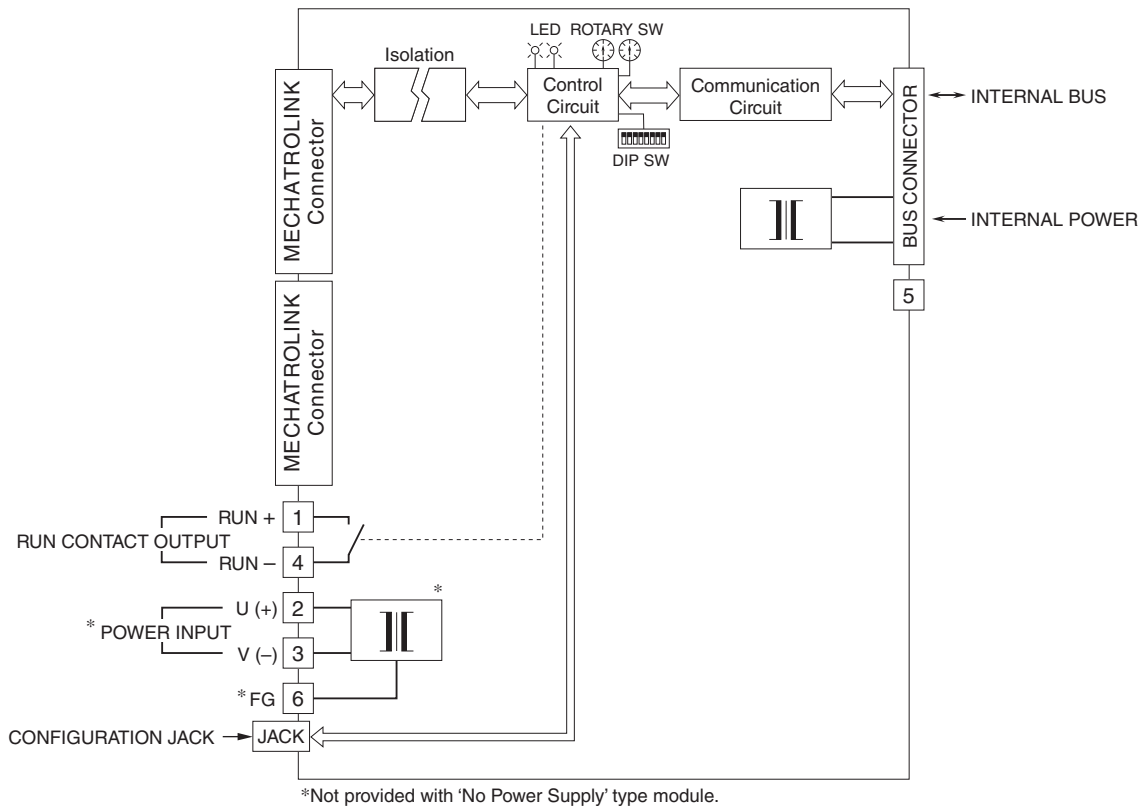 LED ROTARY SW
Isolation
MECHATROLINK
Connector
Control
Circuit
Communication
Circuit
DIP SW
BUS CONNECTOR
INTERNAL BUS
INTERNAL POWER
5
MECHATROLINK
Connector
RUN CONTACT OUTPUT
RUN + 1
RUN – 4
* POWER INPUT
U (+) 2
V (–) 3
*
* FG 6
CONFIGURATION JACK JACK
*Not provided with ‘No Power Supply’ type module.